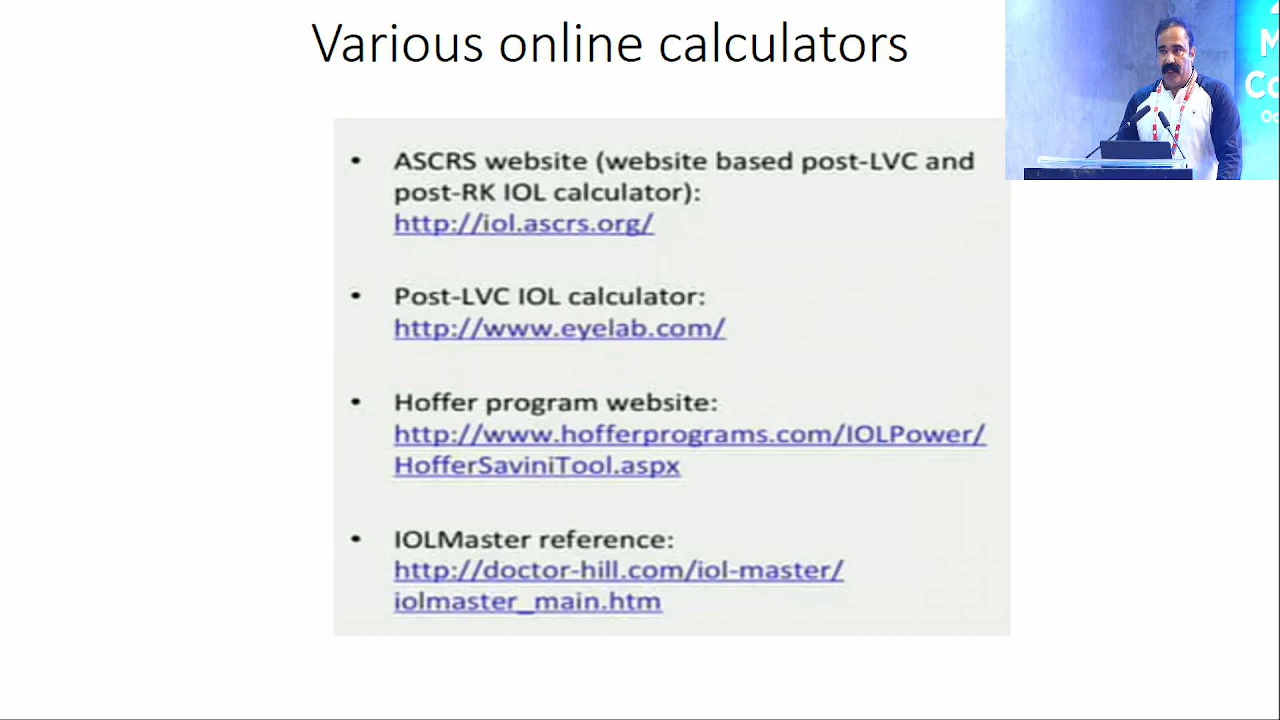 Various online calculators
• ASCRS website (website based post-LVC and
post-RK IOL calculator):
http://iol.ascrs.org/
• Post-LVC IOL calculator:
http://www.eyelab.com/
• Hoffer program website:
http://www.hofferprograms.com/IOLPower/
HofferSaviniTool.aspx
• IOLMaster reference:
http://doctor-hill.com/iol-master/
iolmaster_main.htm